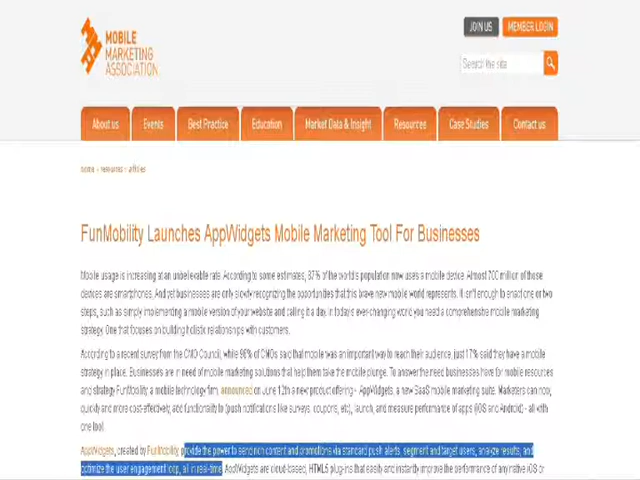 MOBILE
MARKETING
ASSOCIATION
JOIN US
MEMBER LOGIN
Search the site
About us
Events
Best Practice
Education
Market Data & Insight
Resources
Case Studies
Contact us
home » resources » articles
FunMobility Launches AppWidgets Mobile Marketing Tool For Businesses
Mobile usage is increasing at an unbelievable rate. According to some estimates, 87% of the world's population now uses a mobile device. Almost 700 million of those
devices are smartphones. And yet businesses are only slowly recognizing the opportunities that this brave new mobile world represents. It isn't enough to enact one or two
steps, such as simply implementing a mobile version of your website and calling it a day. In today's ever-changing world you need a comprehensive mobile marketing
strategy. One that focuses on building holistic relationships with customers.
According to a recent survey from the CMO Council, while 96% of CMOs said that mobile was an important way to reach their audience, just 17% said they have a mobile
strategy in place. Businesses are in need of mobile marketing solutions that help them take the mobile plunge. To answer the need businesses have for mobile resources
and strategy FunMobility, a mobile technology firm, announced on June 12th a new product offering - AppWidgets, a new SaaS mobile marketing suite. Marketers can now,
quickly and more cost-effectively, add functionality to (push notifications like surveys, coupons, etc), launch, and measure performance of apps (iOS and Android) - all with
one tool.
AppWidgets, created by FunMobility, provide the power to send rich content and promotions via standard push alerts, segment and target users, analyze results, and
optimize the user engagement loop, all in real-time. AppWidgets are cloud-based, HTML5 plug-ins that easily and instantly improve the performance of any native iOS or